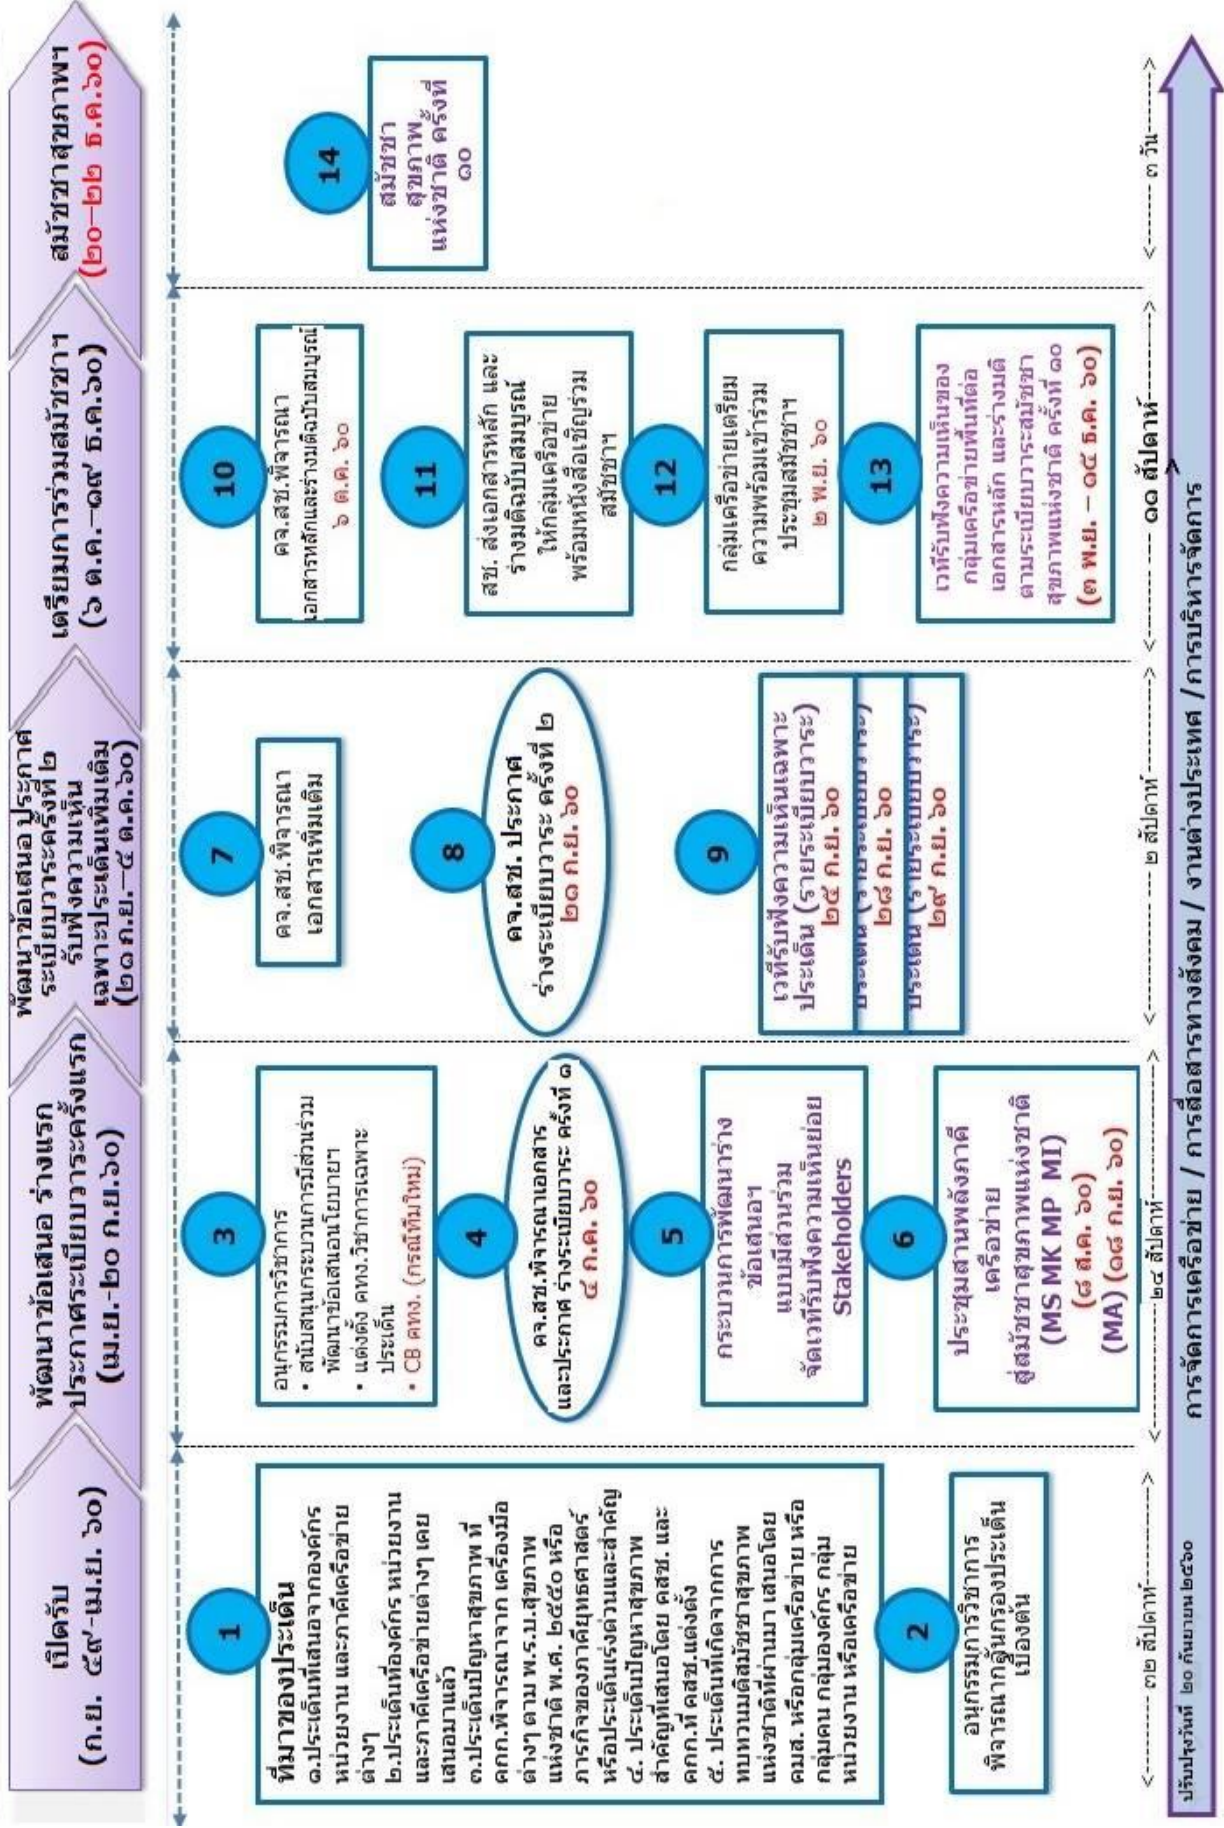 เปิดรับ
(ก.ย. ๕๙-เม.ย. ๖๐)
พัฒนาข้อเสนอ ร่างแรก
ประกาศระเบียบวาระครั้งแรก
(เม.ย.-๒๐ ก.ย.๖๐)
พัฒนาข้อเสนอ ประกาศ
ระเบียบวาระครั้งที่ ๒
รับฟังความเห็น
เฉพาะประเด็นเพิ่มเติม
(๒๑ ก.ย.-๕ ต.ค.๖๐)
เตรียมการร่วมสมัชชาฯ
(๖ ต.ค.-๑๙ ธ.ค.๖๐)
สมัชชาสุขภาพฯ
(๒๐-๒๒ ธ.ค.๖๐)
1
ที่มาของประเด็น
๑.ประเด็นที่เสนอจากองค์กร
หน่วยงาน และภาคีเครือข่าย
ต่างๆ
๒.ประเด็นที่องค์กร หน่วยงาน
และภาคีเครือข่ายต่างๆ เคย
เสนอมาแล้ว
๓.ประเด็นปัญหาสุขภาพ ที่
คกก.พิจารณาจาก เครื่องมือ
ต่างๆ ตาม พ.ร.บ.สุขภาพ
แห่งชาติ พ.ศ. ๒๕๕๐ หรือ
ภารกิจของภาคียุทธศาสตร์
หรือประเด็นเร่งด่วนและสำคัญ
๔. ประเด็นปัญหาสุขภาพ
สำคัญที่เสนอโดย คสช. และ
คกก.ที่ คสช.แต่งตั้ง
๕. ประเด็นที่เกิดจากการ
ทบทวนมติสมัชชาสุขภาพ
แห่งชาติที่ผ่านมา เสนอโดย
คมส. หรือกลุ่มเครือข่าย หรือ
กลุ่มคน กลุ่มองค์กร กลุ่ม
หน่วยงาน หรือเครือข่าย
2
อนุกรรมการวิชาการ
พิจารณากลั่นกรองประเด็น
เบื้องต้น
3
อนุกรรมการวิชาการ
• สนับสนุนกระบวนการมีส่วนร่วม
พัฒนาข้อเสนอนโยบายฯ
• แต่งตั้ง คทง.วิชาการเฉพาะ
ประเด็น
• CB คทง. (กรณีทีมใหม่)
4
คจ.สช.พิจารณาเอกสาร
และประกาศ ร่างระเบียบวาระ ครั้งที่ ๑
๔ ก.ค. ๖๐
5
กระบวนการพัฒนาร่าง
ข้อเสนอฯ
แบบมีส่วนร่วม
จัดเวทีรับฟังความเห็นย่อย
Stakeholders
6
ประชุมสานพลังภาคี
เครือข่าย
สู่สมัชชาสุขภาพแห่งชาติ
(MS MK MP MI)
(๘ ส.ค. ๖๐)
(MA) (๑๘ ก.ย. ๖๐)
7
คจ.สช.พิจารณา
เอกสารเพิ่มเติม
8
คจ.สช. ประกาศ
ร่างระเบียบวาระ ครั้งที่ ๒
๒๑ ก.ย. ๖๐
9
เวทีรับฟังความเห็นเฉพาะ
ประเด็น (รายระเบียบวาระ)
๒๕ ก.ย. ๖๐
ประเด็น (รายระเบียบวาระ)
๒๘ ก.ย. ๖๐
ประเด็น (รายระเบียบวาระ)
๒๙ ก.ย. ๖๐
10
คจ.สช.พิจารณา
เอกสารหลักและร่างมติฉบับสมบูรณ์
๖ ต.ค. ๖๐
11
สช. ส่งเอกสารหลัก และ
ร่างมติฉบับสมบูรณ์
ให้กลุ่มเครือข่าย
พร้อมหนังสือเชิญร่วม
สมัชชาฯ
12
กลุ่มเครือข่ายเตรียม
ความพร้อมเข้าร่วม
ประชุมสมัชชาฯ
๒ พ.ย. ๖๐
13
เวทีรับฟังความเห็นของ
กลุ่มเครือข่ายพื้นที่ต่อ
เอกสารหลัก และร่างมติ
ตามระเบียบวาระสมัชชา
สุขภาพแห่งชาติ ครั้งที่ ๑๐
(๓ พ.ย. – ๑๕ ธ.ค. ๖๐)
14
สมัชชา
สุขภาพ
แห่งชาติ ครั้งที่
๑๐
<------- ๓๒ สัปดาห์------------->
<-------------๒๔ สัปดาห์------------->
<------------ ๒ สัปดาห์ ------------>
<------------ ๑๑ สัปดาห์------------>
<------- ๓ วัน------>
ปรับปรุงวันที่ ๒๐ กันยายน ๒๕๖๐
การจัดการเครือข่าย / การสื่อสารทางสังคม / งานต่างประเทศ /การบริหารจัดการ